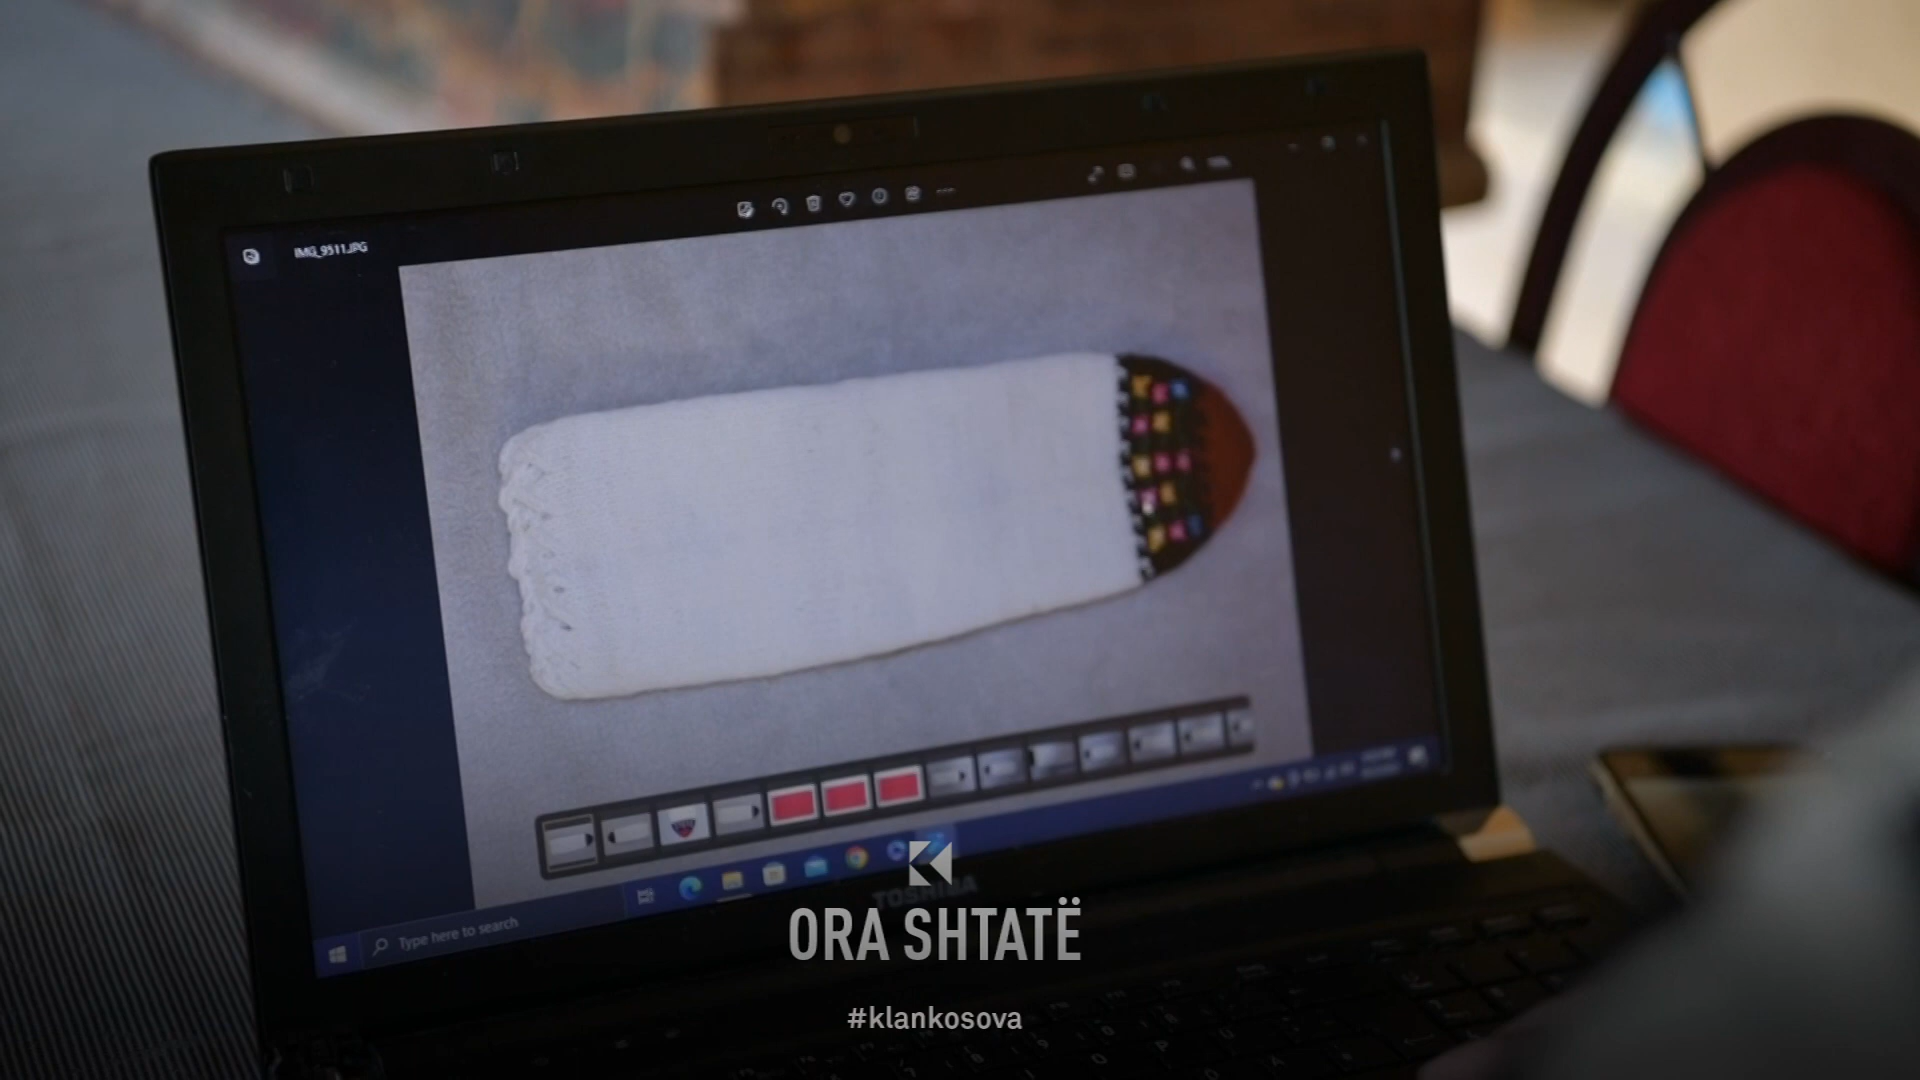 IMG_9511.JPG
Type here to search
TOSHIBA
ORA SHTATË
#klankosova